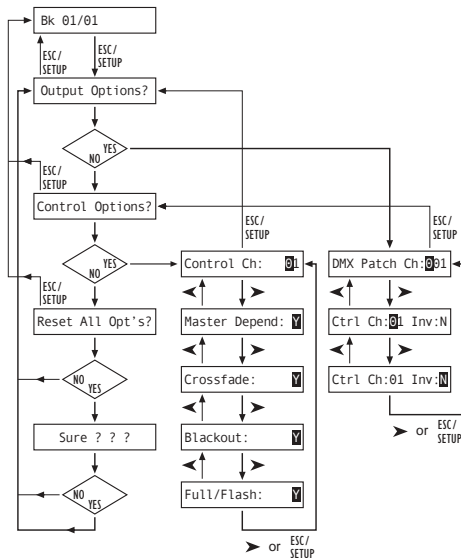 Bk 01/01
ESC/
SETUP
ESC/
SETUP
Output Options?
YES
NO
ESC/
SETUP
ESC/
SETUP
ESC/
SETUP
Control Options?
YES
NO
ESC/
SETUP
Control Ch: 01
DMX Patch Ch:001
Reset All Opt's?
Master Depend: Y
Ctrl Ch:01 Inv:N
NO
YES
Crossfade: Y
Ctrl Ch:01 Inv:N
➤ or ESC/
SETUP
Sure ? ? ?
Blackout: Y
NO
YES
Full/Flash: Y
➤ or ESC/
SETUP